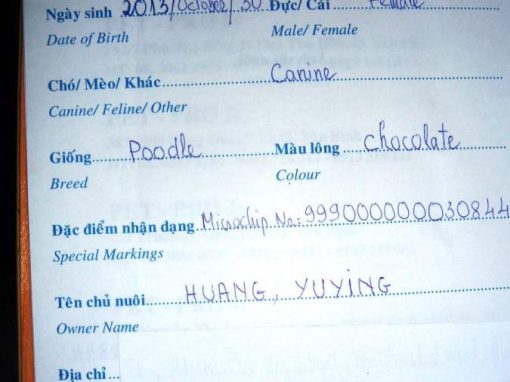 Ngày sinh 2013/October/30 Đực/ Cái Female
Date of Birth Male/ Female
Chó/ Mèo/ Khác Canine
Canine/ Feline/ Other
Giống Poodle Màu lông Chocolate
Breed Colour
Đặc điểm nhận dạng Microchip No: 999000000030844
Special Markings
Tên chủ nuôi HUANG, YUYING
Owner Name
Địa chỉ